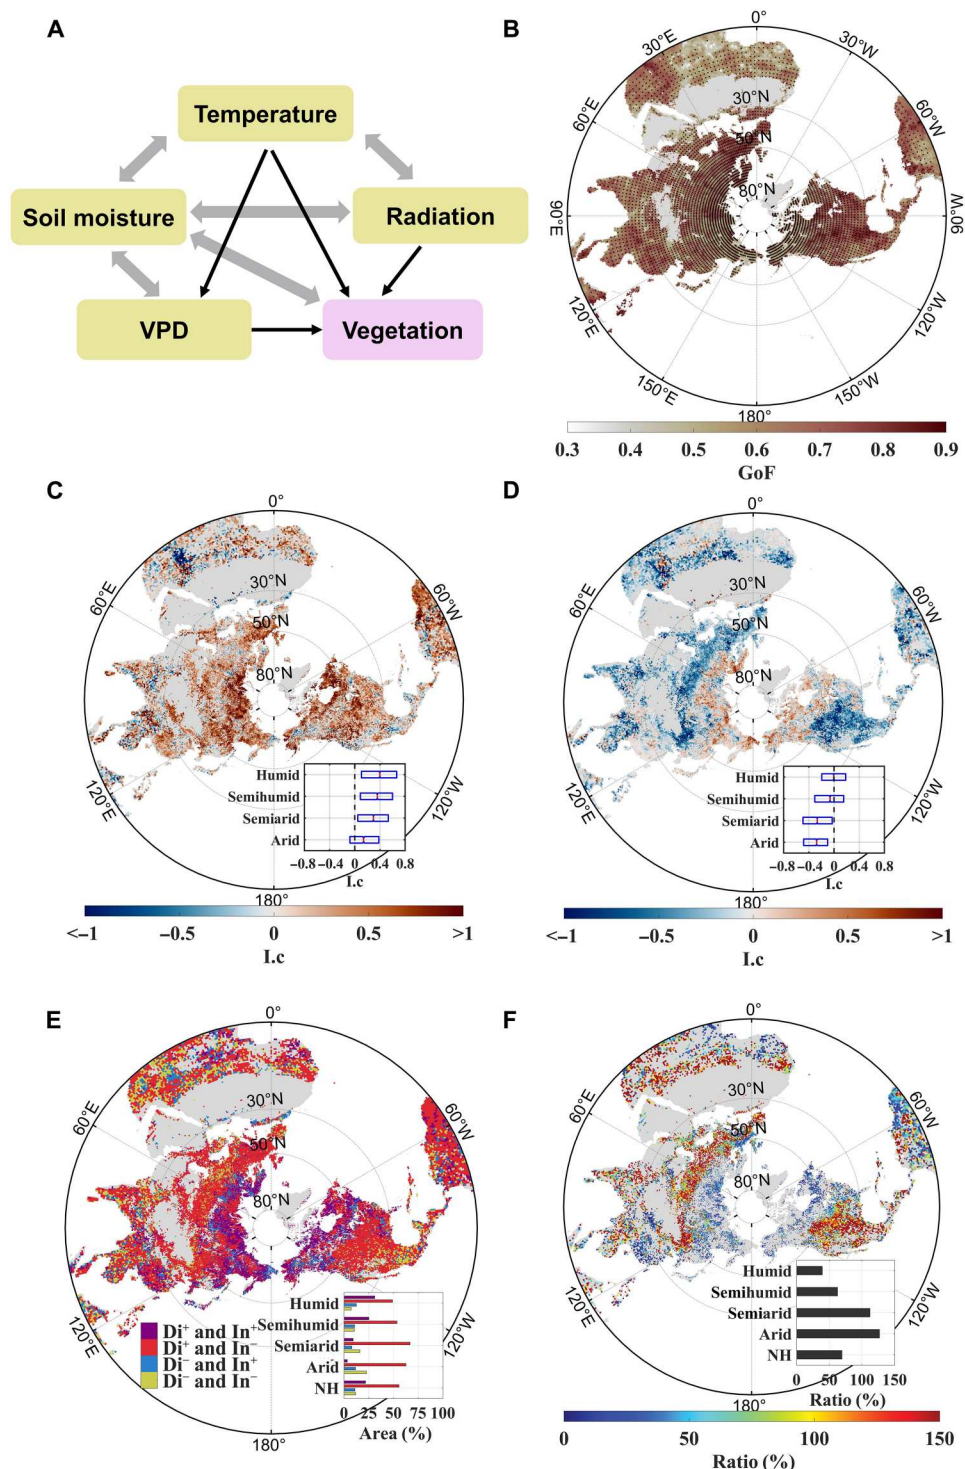 A
Temperature
Soil moisture
Radiation
VPD
Vegetation
B
0°
30°E
30°W
60°E
60°W
30°N
50°N
80°N
90°E
90°W
120°E
120°W
150°E
150°W
180°
0.3 0.4 0.5 0.6 0.7 0.8 0.9
GoF
C
0°
60°E
60°W
30°N
50°N
80°N
120°E
120°W
Humid
Semihumid
Semiarid
Arid
−0.8 −0.4 0 0.4 0.8
I.c
180°
<−1 −0.5 0 0.5 >1
I.c
D
0°
60°E
60°W
30°N
50°N
80°N
120°E
120°W
Humid
Semihumid
Semiarid
Arid
−0.8 −0.4 0 0.4 0.8
I.c
180°
<−1 −0.5 0 0.5 >1
I.c
E
0°
60°E
60°W
30°N
50°N
80°N
120°E
120°W
Di⁺ and In⁺
Di⁺ and In⁻
Di⁻ and In⁺
Di⁻ and In⁻
Humid
Semihumid
Semiarid
Arid
NH
0 25 50 75 100
Area (%)
180°
F
0°
60°E
60°W
30°N
50°N
80°N
120°E
120°W
Humid
Semihumid
Semiarid
Arid
NH
0 50 100 150
Ratio (%)
180°
0 50 100 150
Ratio (%)